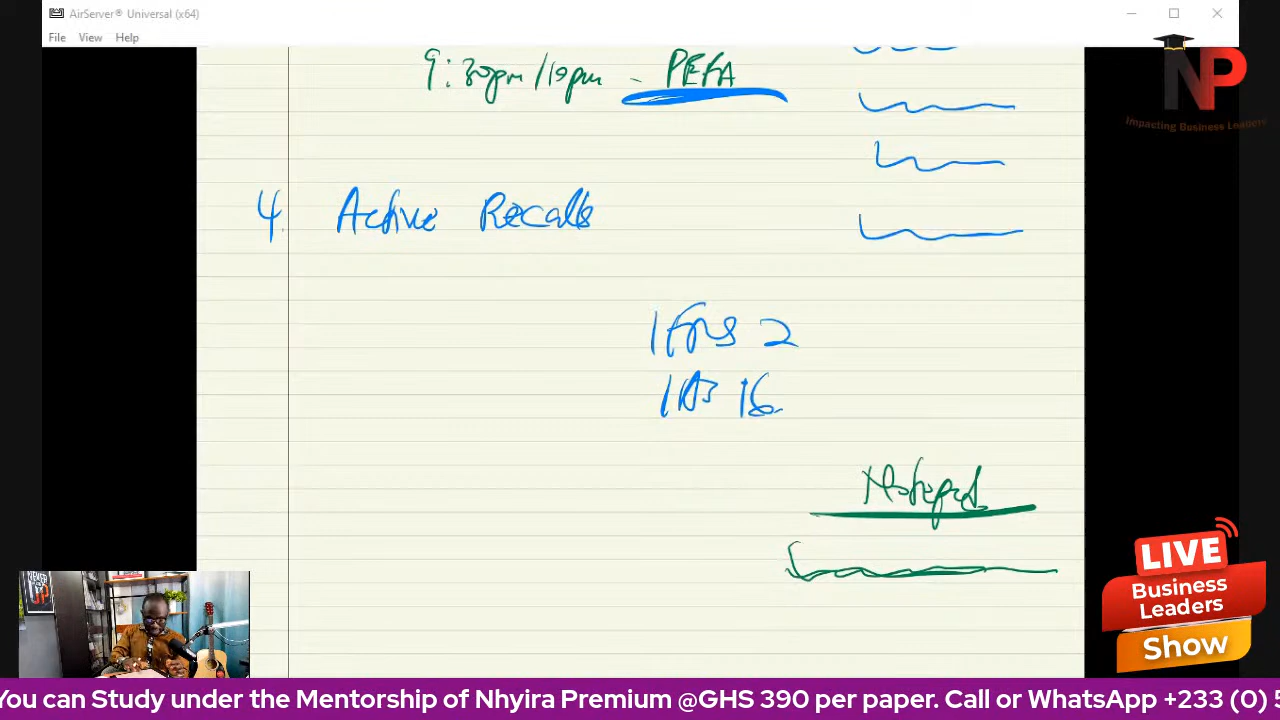 AirServer® Universal (x64)
File View Help
NP
Impacting Business Leaders
9:30pm/10pm - PEFA
4. Active Recalls
IFRS 2
IAS 16
Notepad
LIVE
Business
Leaders
Show
You can Study under the Mentorship of Nhyira Premium @GHS 390 per paper. Call or WhatsApp +233 (0) 5